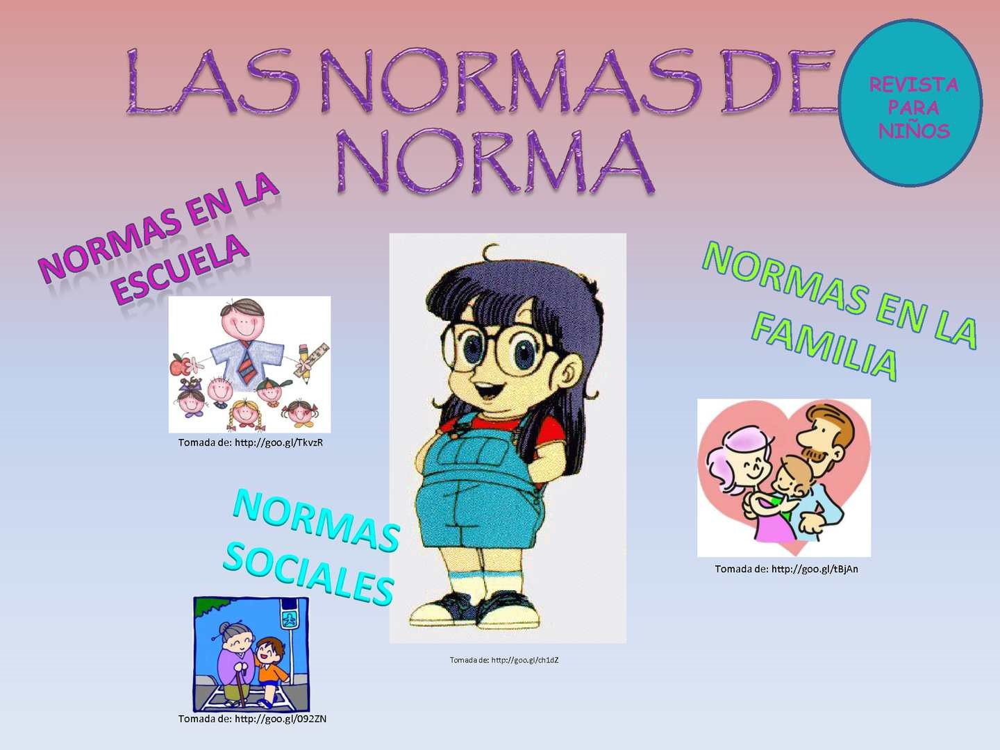 LAS NORMAS DE
NORMA
REVISTA
PARA
NIÑOS
NORMAS EN LA
ESCUELA
Tomada de: http://goo.gl/TkvzR
NORMAS EN LA
FAMILIA
Tomada de: http://goo.gl/tBjAn
NORMAS
SOCIALES
Tomada de: http://goo.gl/ch1dZ
Tomada de: http://goo.gl/092ZN